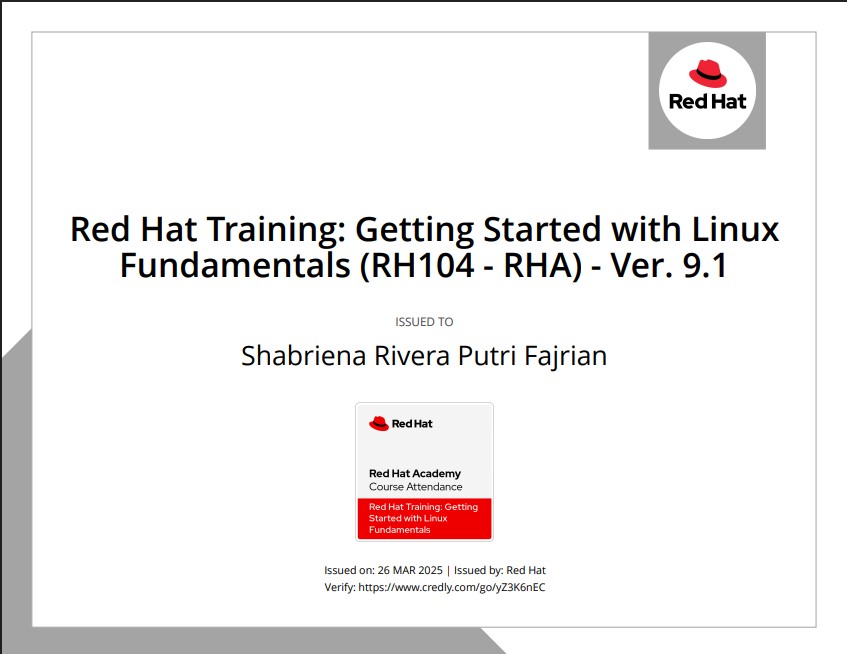 Red Hat
Red Hat Training: Getting Started with Linux
Fundamentals (RH104 - RHA) - Ver. 9.1
ISSUED TO
Shabriena Rivera Putri Fajrian
Red Hat
Red Hat Academy
Course Attendance
Red Hat Training: Getting
Started with Linux
Fundamentals
Issued on: 26 MAR 2025 | Issued by: Red Hat
Verify: https://www.credly.com/go/yZ3K6nEC